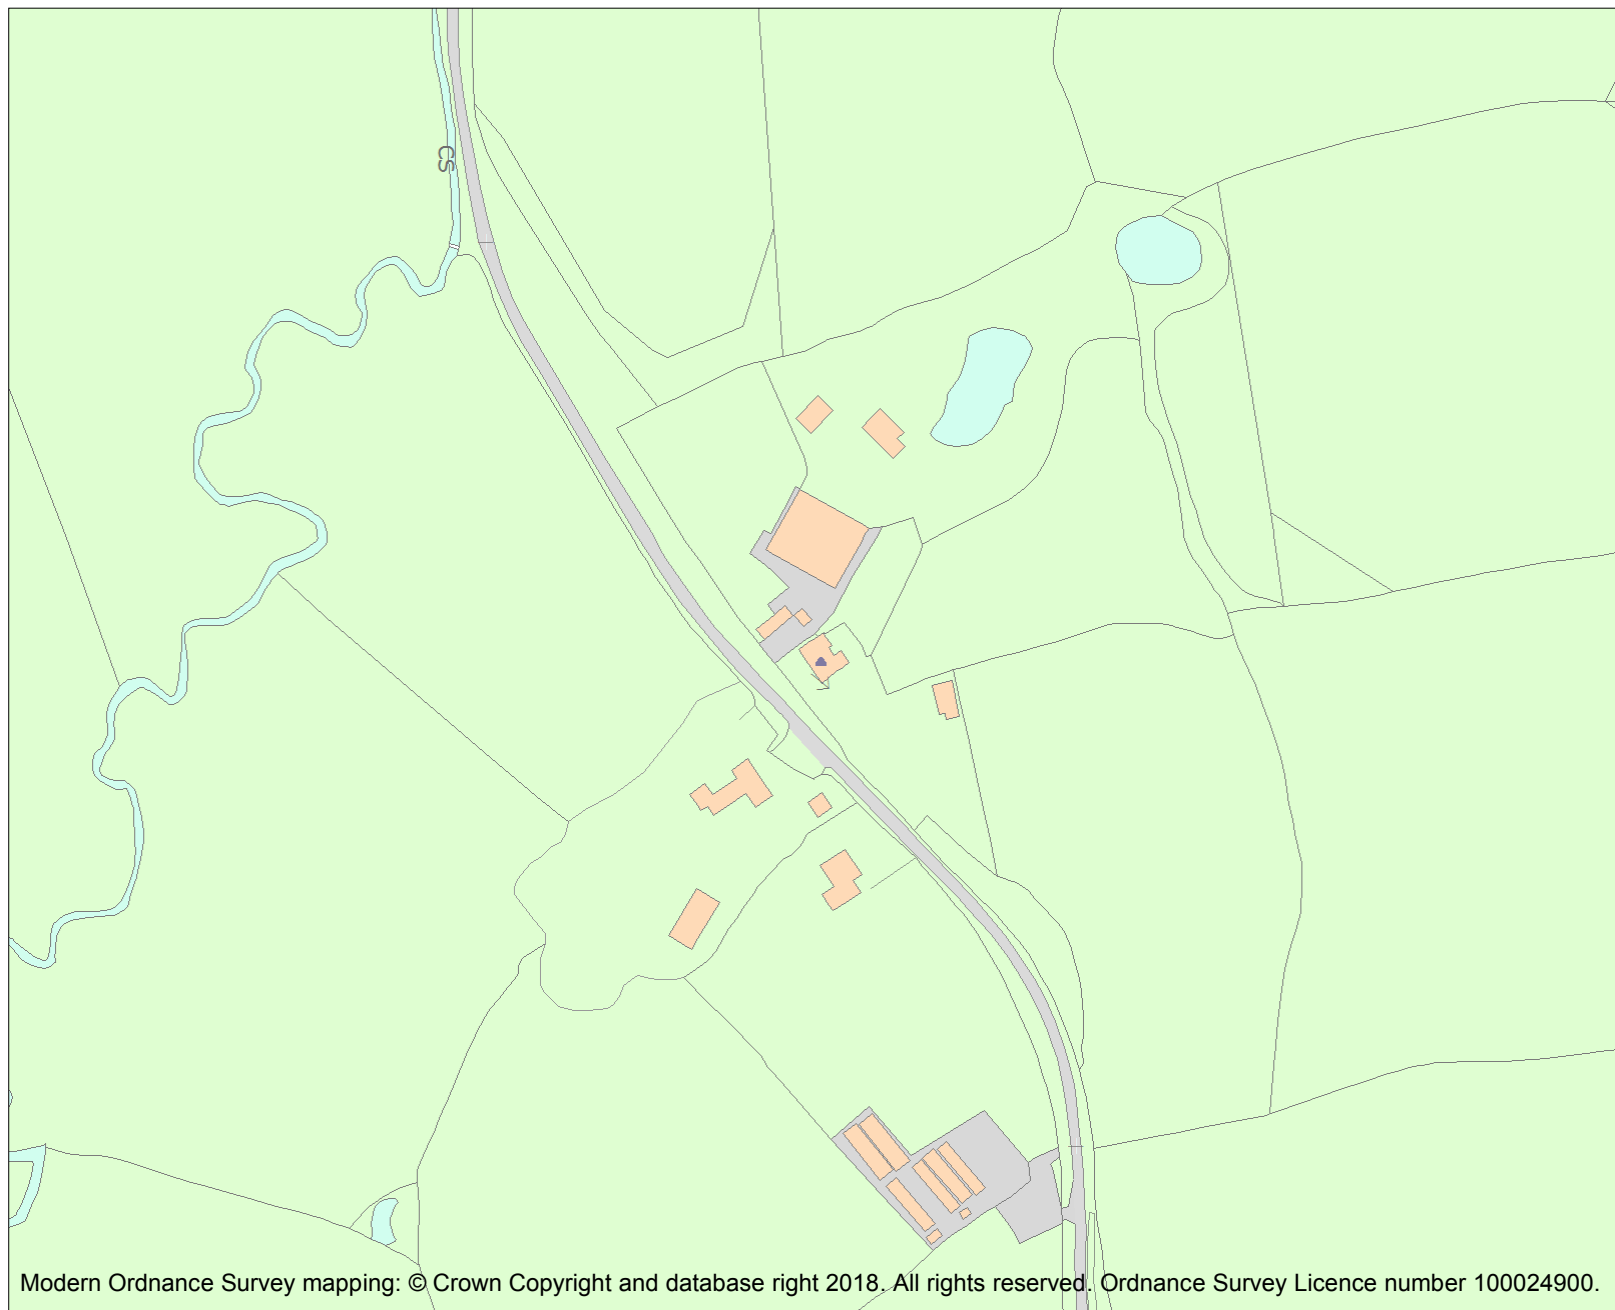 CS
Modern Ordnance Survey mapping: © Crown Copyright and database right 2018. All rights reserved. Ordnance Survey Licence number 100024900.